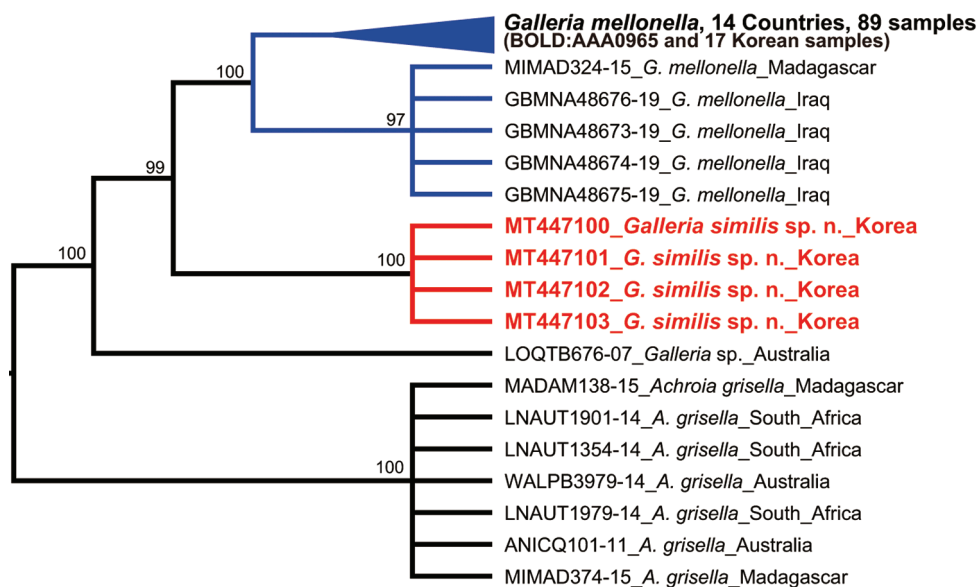 Galleria mellonella, 14 Countries, 89 samples
(BOLD:AAA0965 and 17 Korean samples)
100
MIMAD324-15_G. mellonella_Madagascar
GBMNA48676-19_G. mellonella_Iraq
97
GBMNA48673-19_G. mellonella_Iraq
GBMNA48674-19_G. mellonella_Iraq
99
GBMNA48675-19_G. mellonella_Iraq
MT447100_Galleria similis sp. n._Korea
100
100
MT447101_G. similis sp. n._Korea
MT447102_G. similis sp. n._Korea
MT447103_G. similis sp. n._Korea
LOQTB676-07_Galleria sp._Australia
MADAM138-15_Achroia grisella_Madagascar
LNAUT1901-14_A. grisella_South_Africa
LNAUT1354-14_A. grisella_South_Africa
100
WALPB3979-14_A. grisella_Australia
LNAUT1979-14_A. grisella_South_Africa
ANICQ101-11_A. grisella_Australia
MIMAD374-15_A. grisella_Madagascar